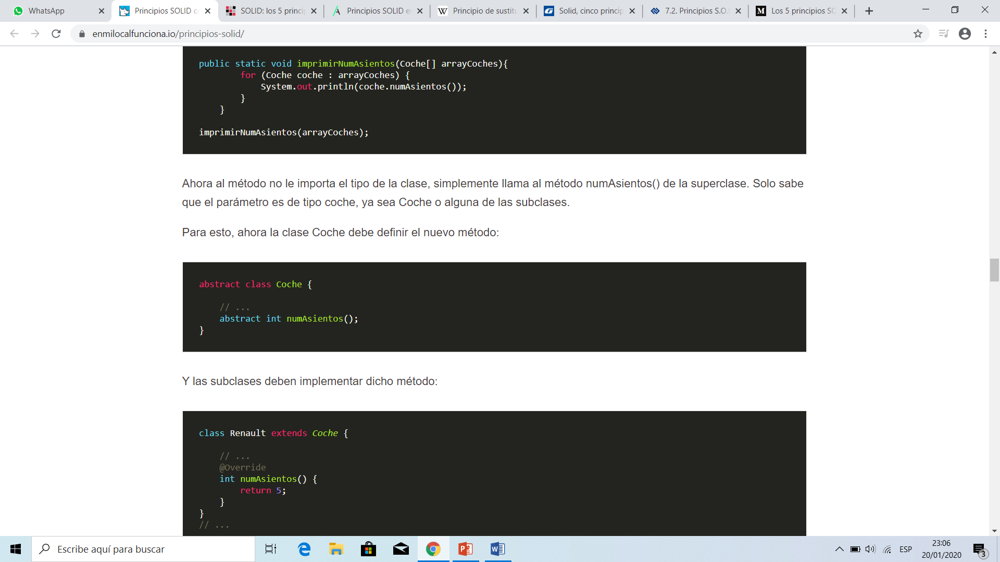 WhatsApp
Principios SOLID c
SOLID: los 5 princi
Principios SOLID e
Principio de sustitu
Solid, cinco princip
7.2. Principios S.O.
Los 5 principios SO
enmilocalfunciona.io/principios-solid/
public static void imprimirNumAsientos(Coche[] arrayCoches){
for (Coche coche : arrayCoches) {
System.out.println(coche.numAsientos());
}
}
imprimirNumAsientos(arrayCoches);
Ahora al método no le importa el tipo de la clase, simplemente llama al método numAsientos() de la superclase. Solo sabe
que el parámetro es de tipo coche, ya sea Coche o alguna de las subclases.
Para esto, ahora la clase Coche debe definir el nuevo método:
abstract class Coche {
// ...
abstract int numAsientos();
}
Y las subclases deben implementar dicho método:
class Renault extends Coche {
// ...
@Override
int numAsientos() {
return 5;
}
}
// ...
Escribe aquí para buscar
ESP
23:06
20/01/2020
3